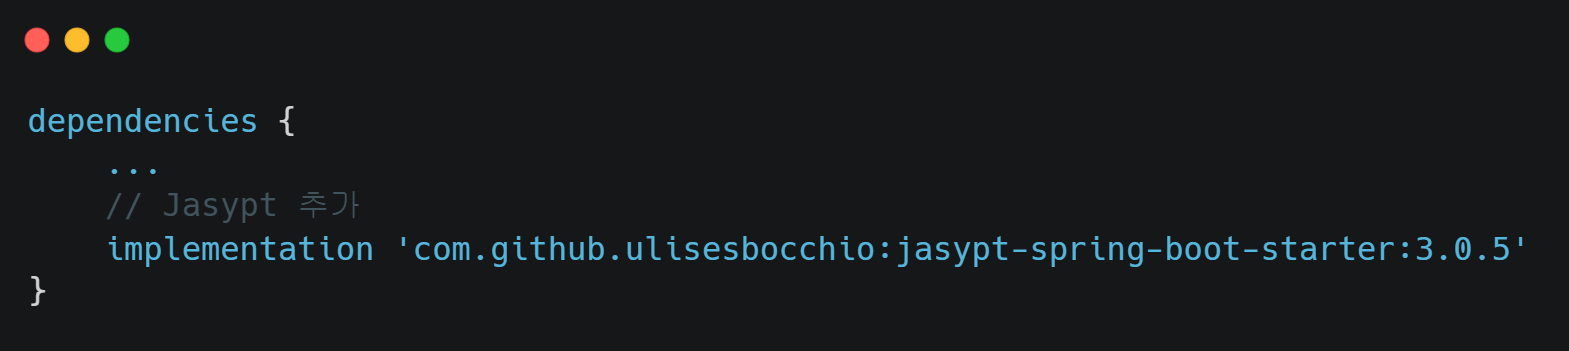 dependencies {
    ...
    // Jasypt 추가
    implementation 'com.github.ulisesbocchio:jasypt-spring-boot-starter:3.0.5'
}